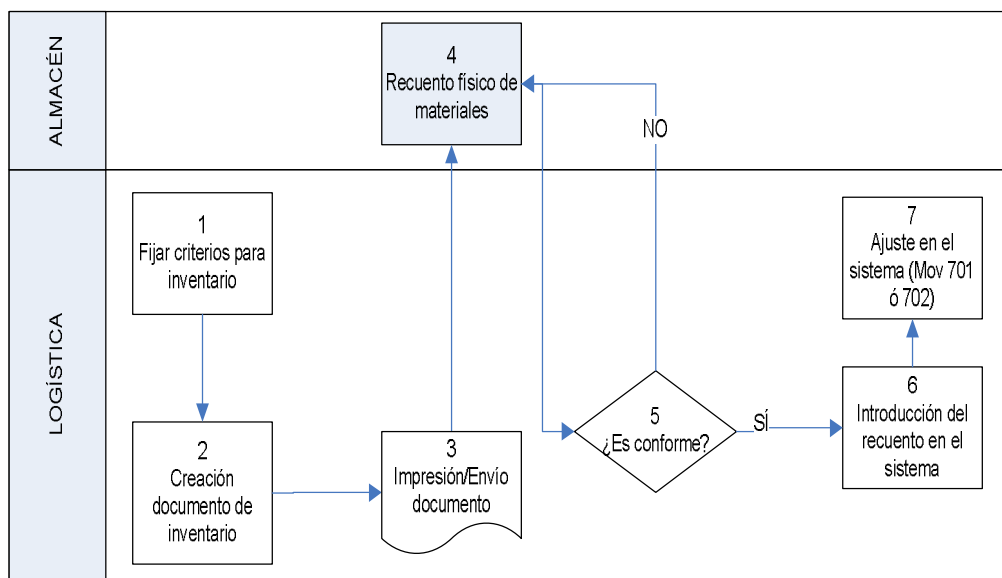 ALMACÉN
4
Recuento físico de
materiales
NO
LOGÍSTICA
1
Fijar criterios para
inventario
2
Creación
documento de
inventario
3
Impresión/Envío
documento
5
¿Es conforme?
SÍ
6
Introducción del
recuento en el
sistema
7
Ajuste en el
sistema (Mov 701
ó 702)